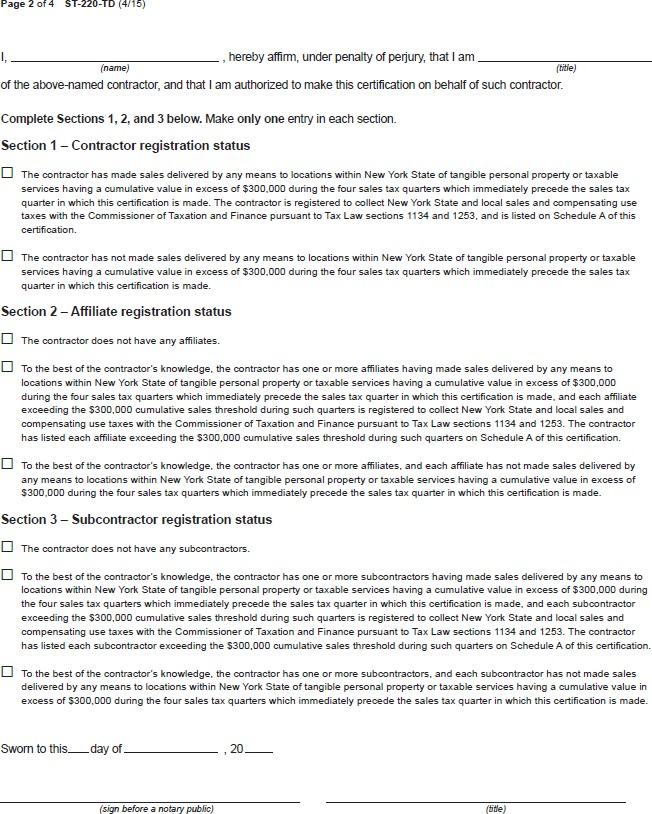 Page 2 of 4 ST-220-TD (4/15)
I, ________________________ , hereby affirm, under penalty of perjury, that I am ________________________
(name) (title)
of the above-named contractor, and that I am authorized to make this certification on behalf of such contractor.
Complete Sections 1, 2, and 3 below. Make only one entry in each section.
Section 1 – Contractor registration status
☐ The contractor has made sales delivered by any means to locations within New York State of tangible personal property or taxable
services having a cumulative value in excess of $300,000 during the four sales tax quarters which immediately precede the sales tax
quarter in which this certification is made. The contractor is registered to collect New York State and local sales and compensating use
taxes with the Commissioner of Taxation and Finance pursuant to Tax Law sections 1134 and 1253, and is listed on Schedule A of this
certification.
☐ The contractor has not made sales delivered by any means to locations within New York State of tangible personal property or taxable
services having a cumulative value in excess of $300,000 during the four sales tax quarters which immediately precede the sales tax
quarter in which this certification is made.
Section 2 – Affiliate registration status
☐ The contractor does not have any affiliates.
☐ To the best of the contractor's knowledge, the contractor has one or more affiliates having made sales delivered by any means to
locations within New York State of tangible personal property or taxable services having a cumulative value in excess of $300,000
during the four sales tax quarters which immediately precede the sales tax quarter in which this certification is made, and each affiliate
exceeding the $300,000 cumulative sales threshold during such quarters is registered to collect New York State and local sales and
compensating use taxes with the Commissioner of Taxation and Finance pursuant to Tax Law sections 1134 and 1253. The contractor
has listed each affiliate exceeding the $300,000 cumulative sales threshold during such quarters on Schedule A of this certification.
☐ To the best of the contractor's knowledge, the contractor has one or more affiliates, and each affiliate has not made sales delivered by
any means to locations within New York State of tangible personal property or taxable services having a cumulative value in excess of
$300,000 during the four sales tax quarters which immediately precede the sales tax quarter in which this certification is made.
Section 3 – Subcontractor registration status
☐ The contractor does not have any subcontractors.
☐ To the best of the contractor's knowledge, the contractor has one or more subcontractors having made sales delivered by any means to
locations within New York State of tangible personal property or taxable services having a cumulative value in excess of $300,000 during
the four sales tax quarters which immediately precede the sales tax quarter in which this certification is made, and each subcontractor
exceeding the $300,000 cumulative sales threshold during such quarters is registered to collect New York State and local sales and
compensating use taxes with the Commissioner of Taxation and Finance pursuant to Tax Law sections 1134 and 1253. The contractor
has listed each subcontractor exceeding the $300,000 cumulative sales threshold during such quarters on Schedule A of this certification.
☐ To the best of the contractor's knowledge, the contractor has one or more subcontractors, and each subcontractor has not made sales
delivered by any means to locations within New York State of tangible personal property or taxable services having a cumulative value in
excess of $300,000 during the four sales tax quarters which immediately precede the sales tax quarter in which this certification is made.
Sworn to this___ day of ______________ , 20____
(sign before a notary public) (title)